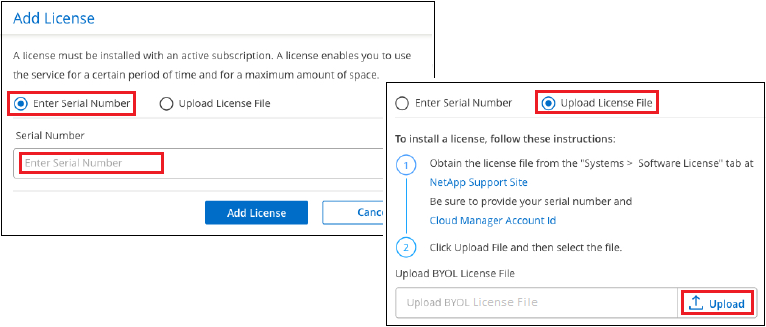 Add License
A license must be installed with an active subscription. A license enables you to use
the service for a certain period of time and for a maximum amount of space.
Enter Serial Number Upload License File
Serial Number
Enter Serial Number
Add License Canc
Enter Serial Number Upload License File
To install a license, follow these instructions:
1 Obtain the license file from the "Systems > Software License" tab at
NetApp Support Site
Be sure to provide your serial number and
Cloud Manager Account Id
2 Click Upload File and then select the file.
Upload BYOL License File
Upload BYOL License File Upload